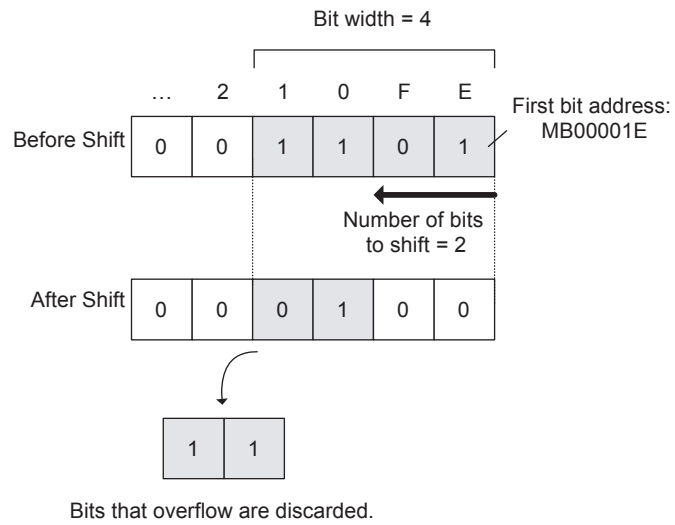 Bit width = 4
… 2 1 0 F E
First bit address:
MB00001E
Before Shift 0 0 1 1 0 1
Number of bits
to shift = 2
After Shift 0 0 0 1 0 0
1 1
Bits that overflow are discarded.